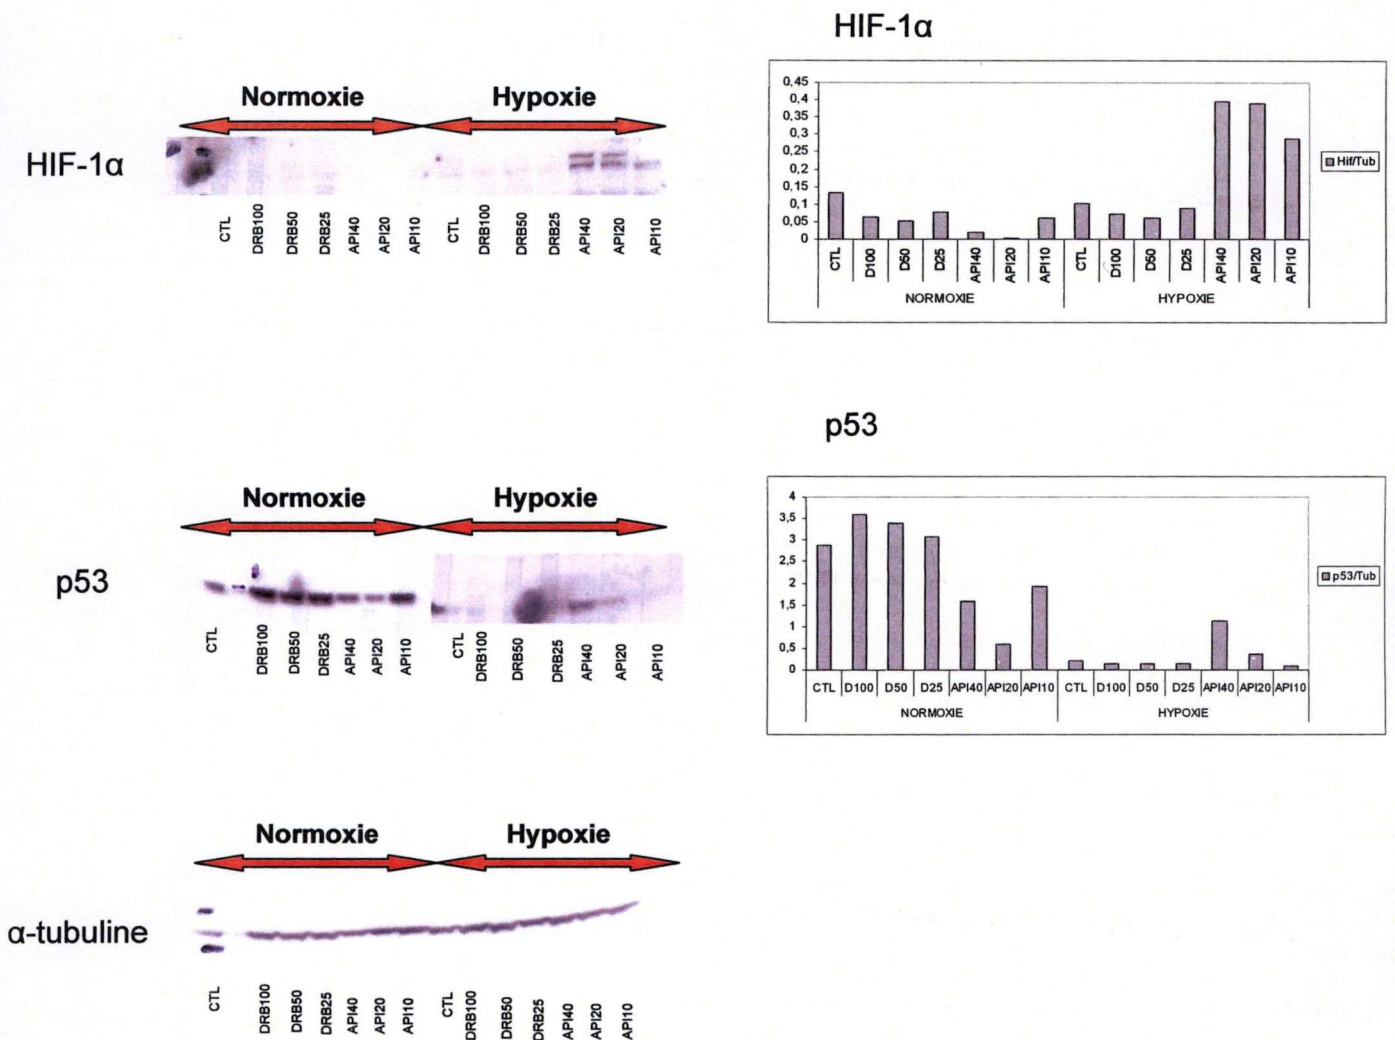 HIF-1α
Normoxie Hypoxie
HIF-1α
CTL DRB100 DRB50 DRB25 API40 API20 API10 CTL DRB100 DRB50 DRB25 API40 API20 API10
0,45
0,4
0,35
0,3
0,25
0,2
0,15
0,1
0,05
0
CTL D100 D50 D25 API40 API20 API10 CTL D100 D50 D25 API40 API20 API10
NORMOXIE HYPOXIE
Hif/Tub
p53
Normoxie Hypoxie
p53
CTL DRB100 DRB50 DRB25 API40 API20 API10 CTL DRB100 DRB50 DRB25 API40 API20 API10
4
3,5
3
2,5
2
1,5
1
0,5
0
CTL D100 D50 D25 API40 API20 API10 CTL D100 D50 D25 API40 API20 API10
NORMOXIE HYPOXIE
p53/Tub
Normoxie Hypoxie
α-tubuline
CTL DRB100 DRB50 DRB25 API40 API20 API10 CTL DRB100 DRB50 DRB25 API40 API20 API10